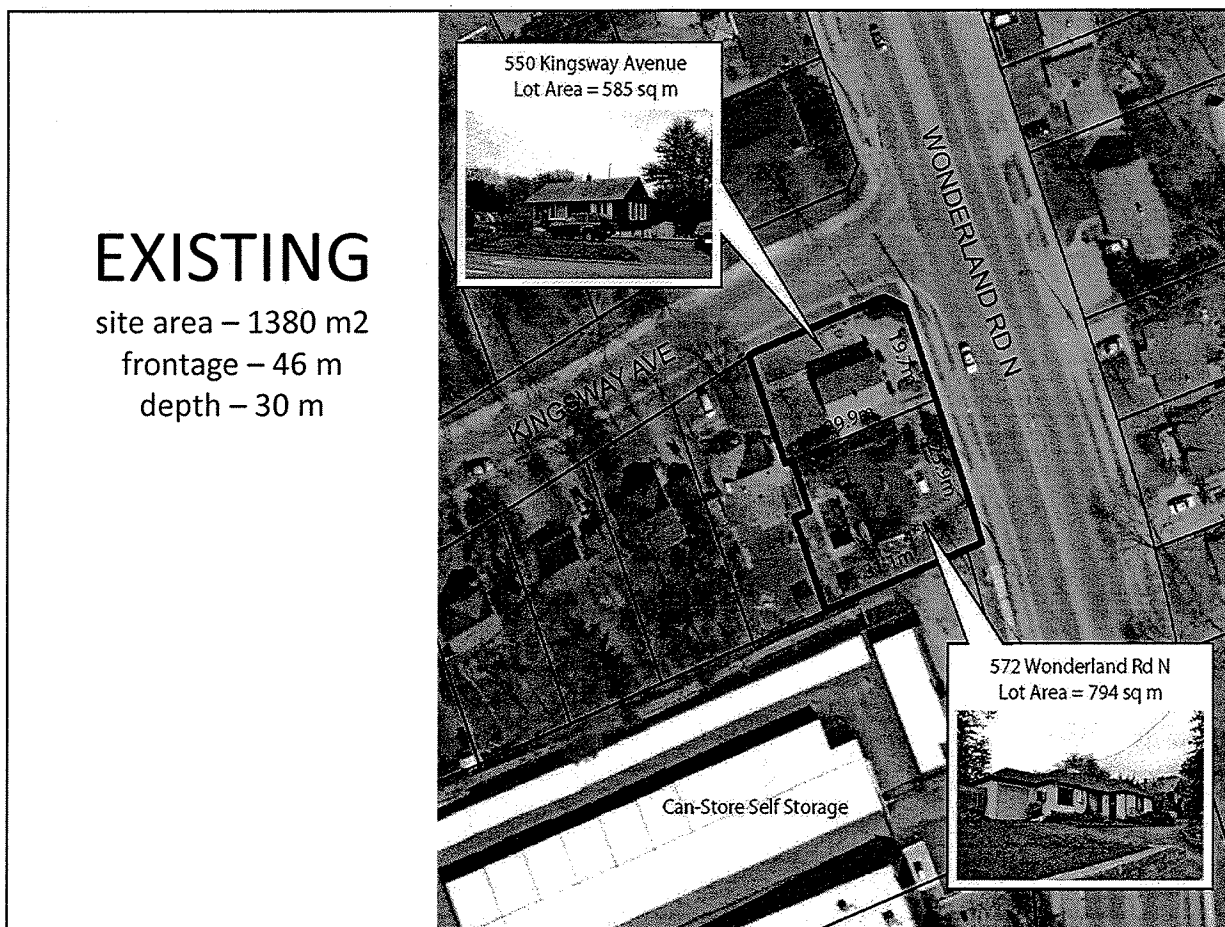 EXISTING
site area – 1380 m2
frontage – 46 m
depth – 30 m
550 Kingsway Avenue
Lot Area = 585 sq m
WONDERLAND RD N
KINGSWAY AVE
19.7m
25.9m
572 Wonderland Rd N
Lot Area = 794 sq m
Can-Store Self Storage